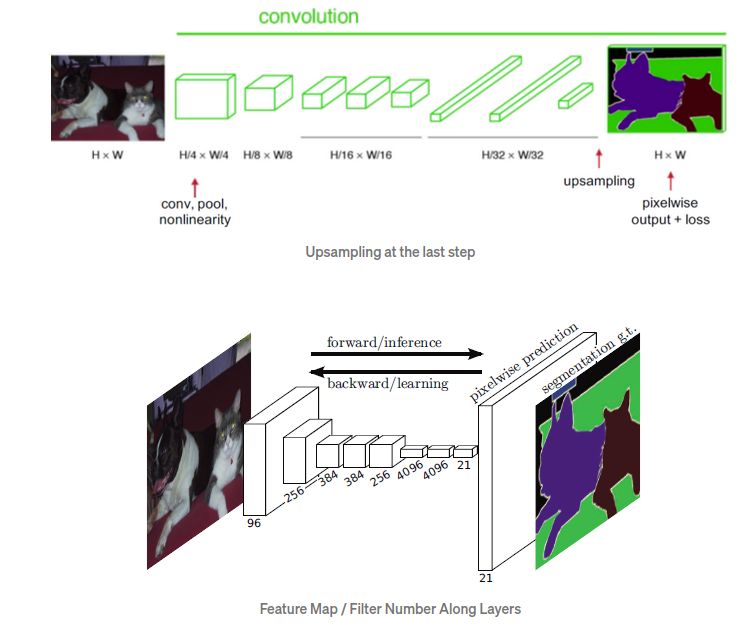 convolution
H × W
H/4 × W/4
H/8 × W/8
H/16 × W/16
H/32 × W/32
H × W
upsampling
conv, pool,
nonlinearity
pixelwise
output + loss
Upsampling at the last step
forward/inference
backward/learning
pixelwise prediction
segmentation g.t.
96
256
384
384
256
4096
4096
21
21
Feature Map / Filter Number Along Layers